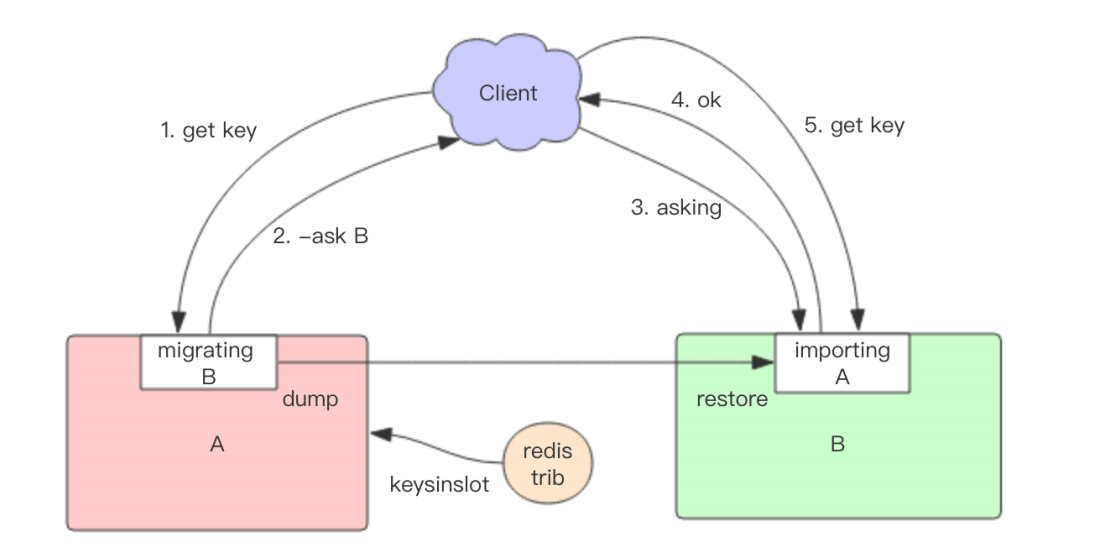 Client
1. get key
4. ok
5. get key
3. asking
2. –ask B
migrating
B
importing
A
dump
restore
A
B
redis
trib
keysinslot